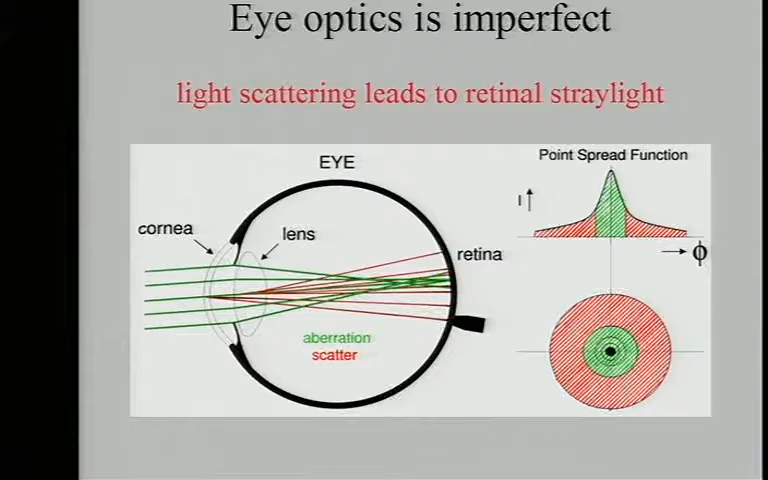 Eye optics is imperfect
light scattering leads to retinal straylight
EYE
Point Spread Function
I
cornea
lens
retina
ϕ
aberration
scatter